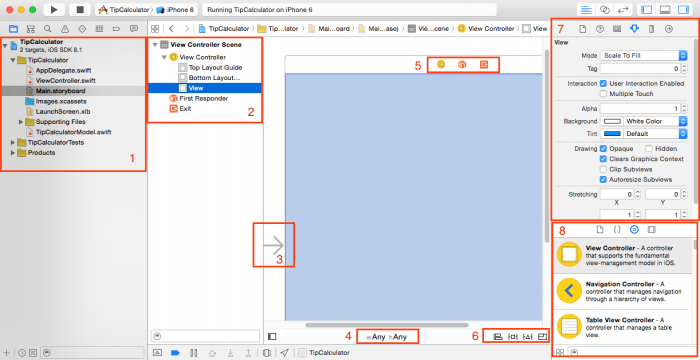 TipCalculator
iPhone 6
Running TipCalculator on iPhone 6
TipCalculator
Tip...lator
Mai...oard
Mai...ase)
Vie...cene
View Controller
View
7
TipCalculator
2 targets, iOS SDK 8.1
TipCalculator
AppDelegate.swift
ViewController.swift
Main.storyboard
Images.xcassets
LaunchScreen.xib
Supporting Files
TipCalculatorModel.swift
TipCalculatorTests
Products
1
View Controller Scene
View Controller
Top Layout Guide
Bottom Layout...
View
First Responder
Exit
2
5
3
View
Mode
Scale To Fill
Tag
0
Interaction
User Interaction Enabled
Multiple Touch
Alpha
1
Background
White Color
Tint
Default
Drawing
Opaque
Hidden
Clears Graphics Context
Clip Subviews
Autoresize Subviews
Stretching
0
0
X
Y
1
1
8
{}
View Controller - A controller
that supports the fundamental
view-management model in iOS.
Navigation Controller - A
controller that manages navigation
through a hierarchy of views.
Table View Controller - A
controller that manages a table
view.
4
wAny hAny
6
TipCalculator